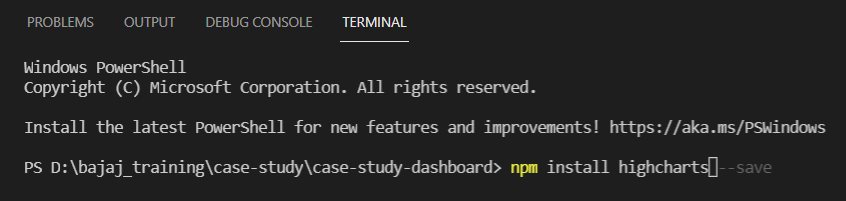 PROBLEMS OUTPUT DEBUG CONSOLE TERMINAL
Windows PowerShell
Copyright (C) Microsoft Corporation. All rights reserved.
Install the latest PowerShell for new features and improvements! https://aka.ms/PSWindows
PS D:\bajaj_training\case-study\case-study-dashboard> npm install highcharts --save